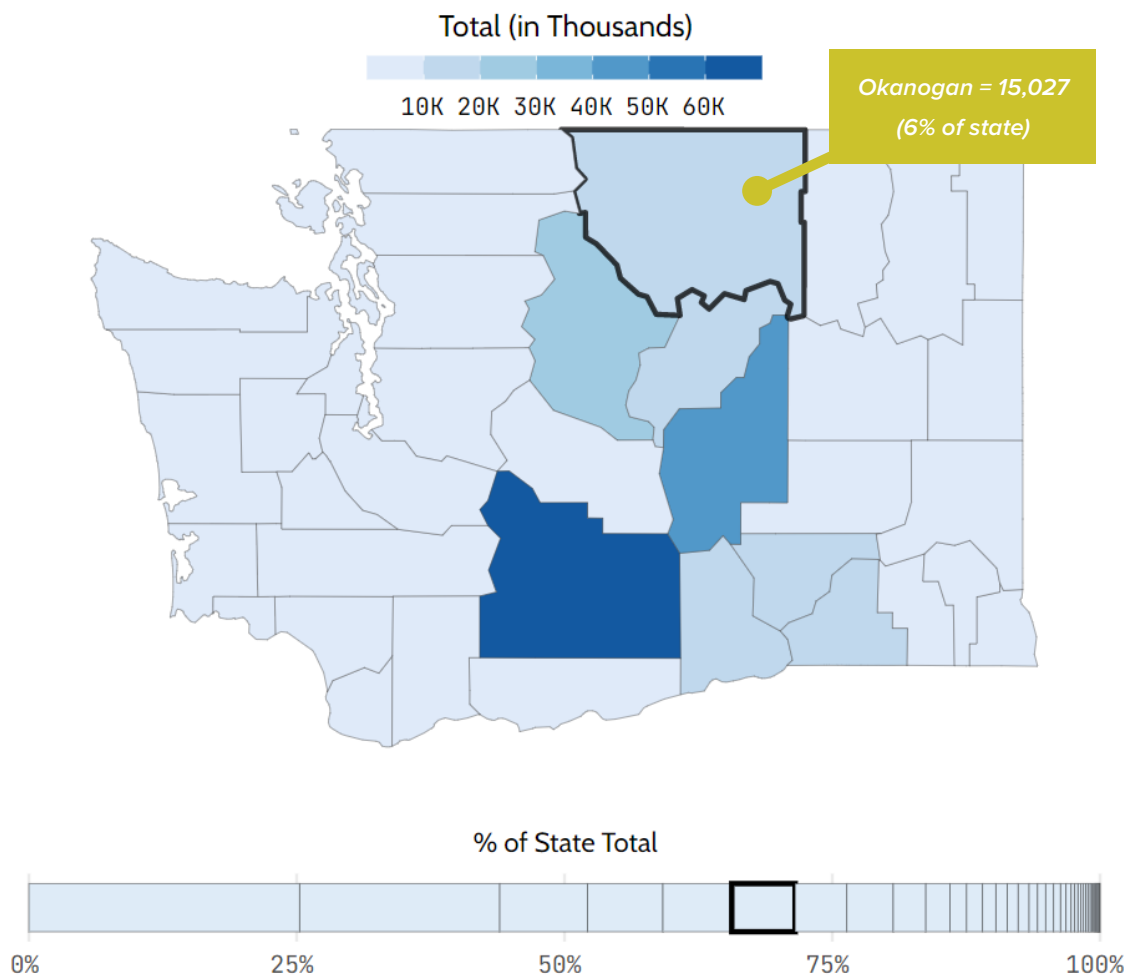 Total (in Thousands)
10K 20K 30K 40K 50K 60K
Okanogan = 15,027
(6% of state)
% of State Total
0% 25% 50% 75% 100%